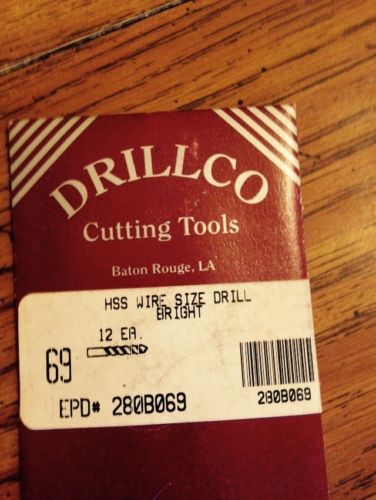 DRILLCO
Cutting Tools
Baton Rouge, LA
HSS WIRE SIZE DRILL
BRIGHT
12 EA.
69
EPD# 280B069
280B069